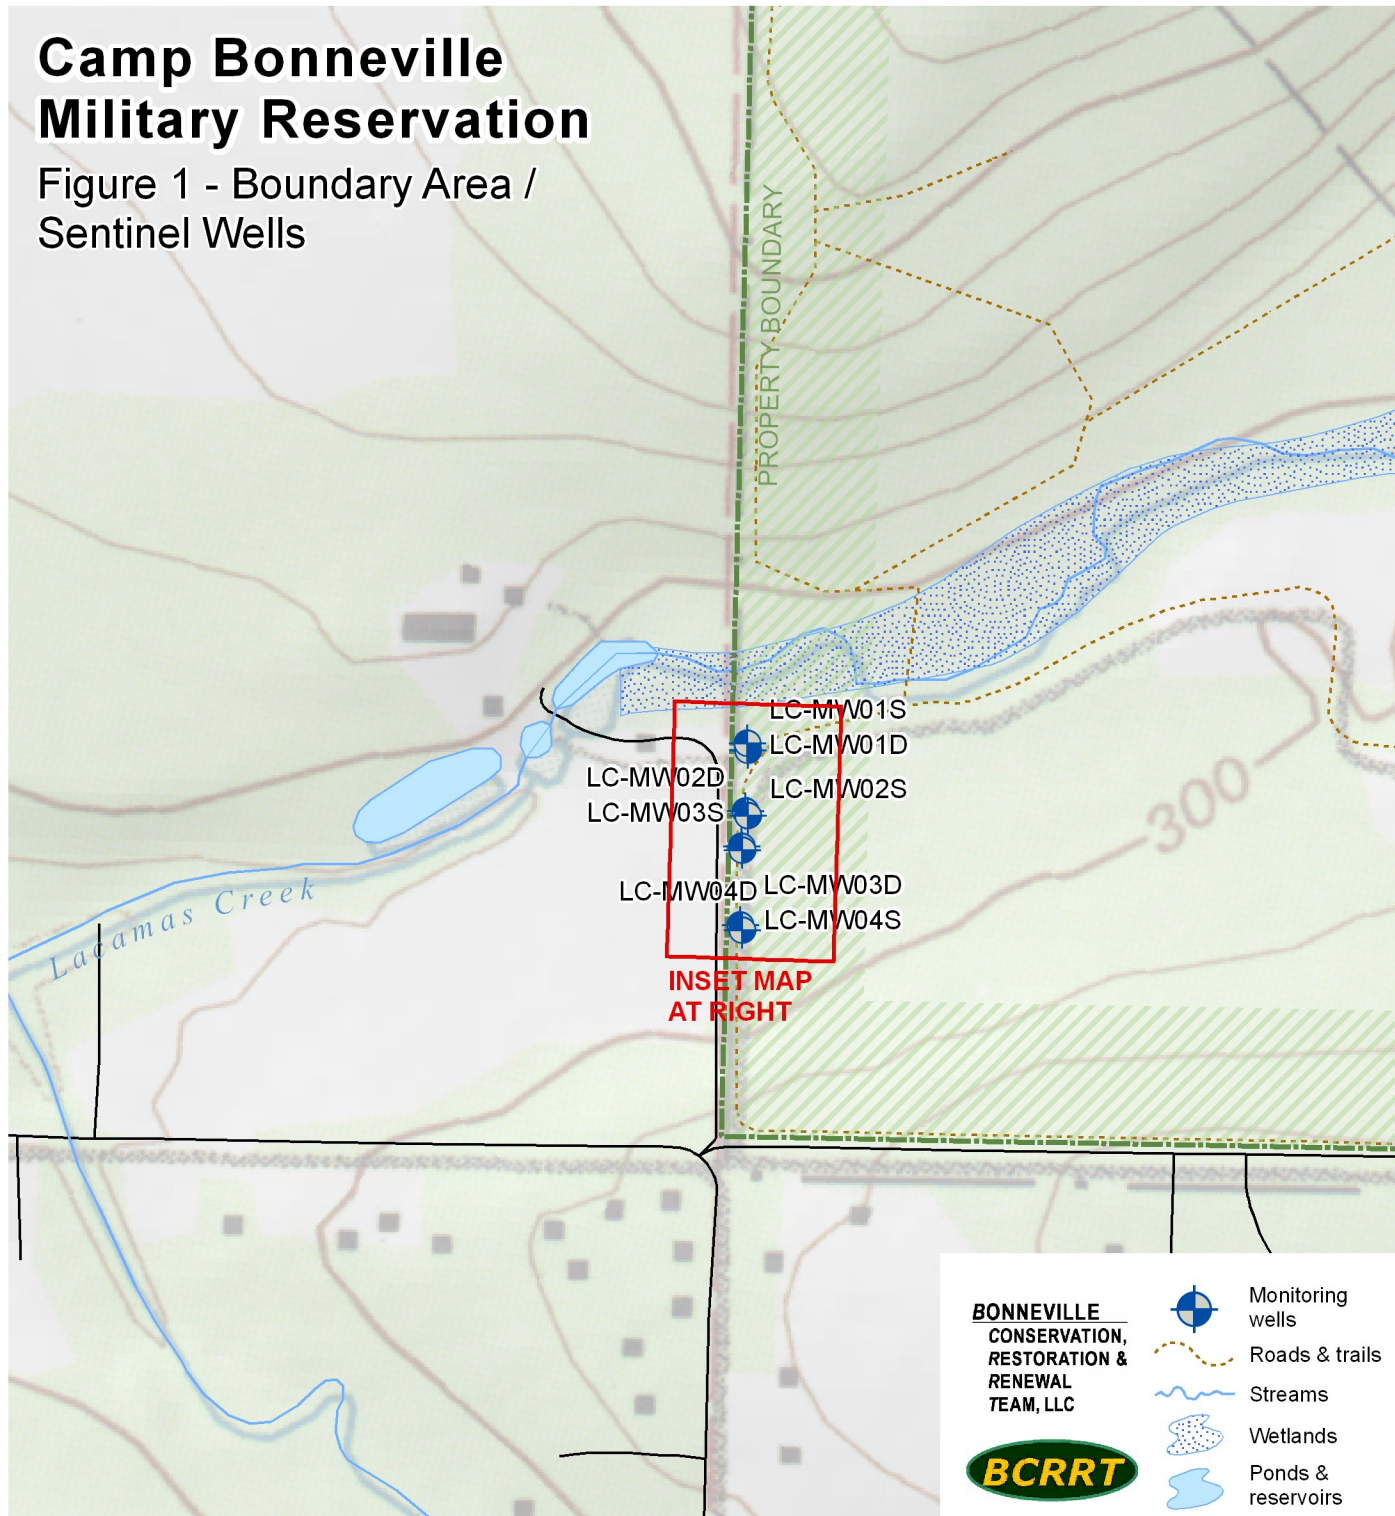 Camp Bonneville
Military Reservation
Figure 1 - Boundary Area /
Sentinel Wells
PROPERTY BOUNDARY
LC-MW01S
LC-MW01D
LC-MW02D
LC-MW02S
LC-MW03S
LC-MW04D
LC-MW03D
LC-MW04S
INSET MAP
AT RIGHT
300
Lacamas Creek
BONNEVILLE
CONSERVATION,
RESTORATION &
RENEWAL
TEAM, LLC
BCRRT
Monitoring
wells
Roads & trails
Streams
Wetlands
Ponds &
reservoirs